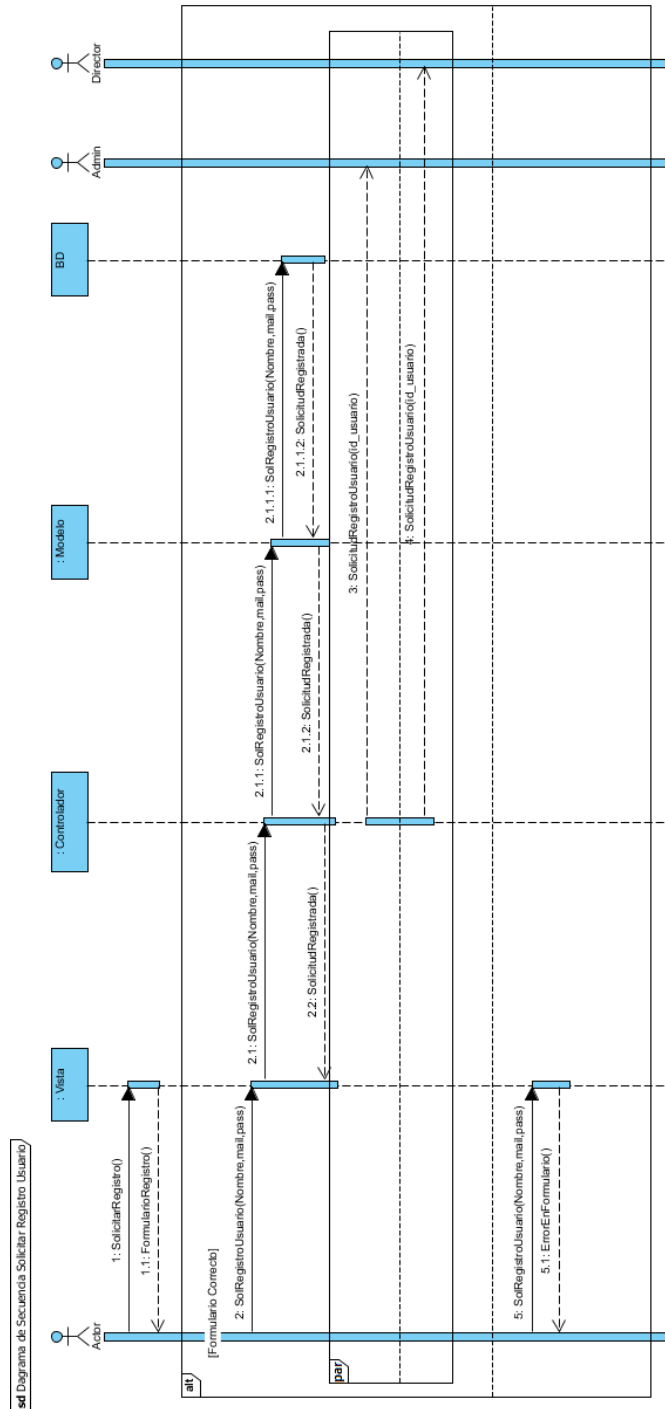 sd Dagrama de Secuencia Solicitar Registro Usuario
Actor
: Vista
: Controlador
: Modelo
BD
Admin
Director
1: SolicitarRegistro()
1.1: FormularioRegistro()
alt
[Formulario Correcto]
2: SolRegistroUsuario(Nombre,mail,pass)
2.1: SolRegistroUsuario(Nombre,mail,pass)
2.1.1: SolRegistroUsuario(Nombre,mail,pass)
2.1.1.1: SolRegistroUsuario(Nombre,mail,pass)
2.1.1.2: SolicitudRegistrada()
2.1.2: SolicitudRegistrada()
2.2: SolicitudRegistrada()
par
3: SolicitudRegistroUsuario(id_usuario)
4: SolicitudRegistroUsuario(id_usuario)
5: SolRegistroUsuario(Nombre,mail,pass)
5.1: ErrorEnFormulario()